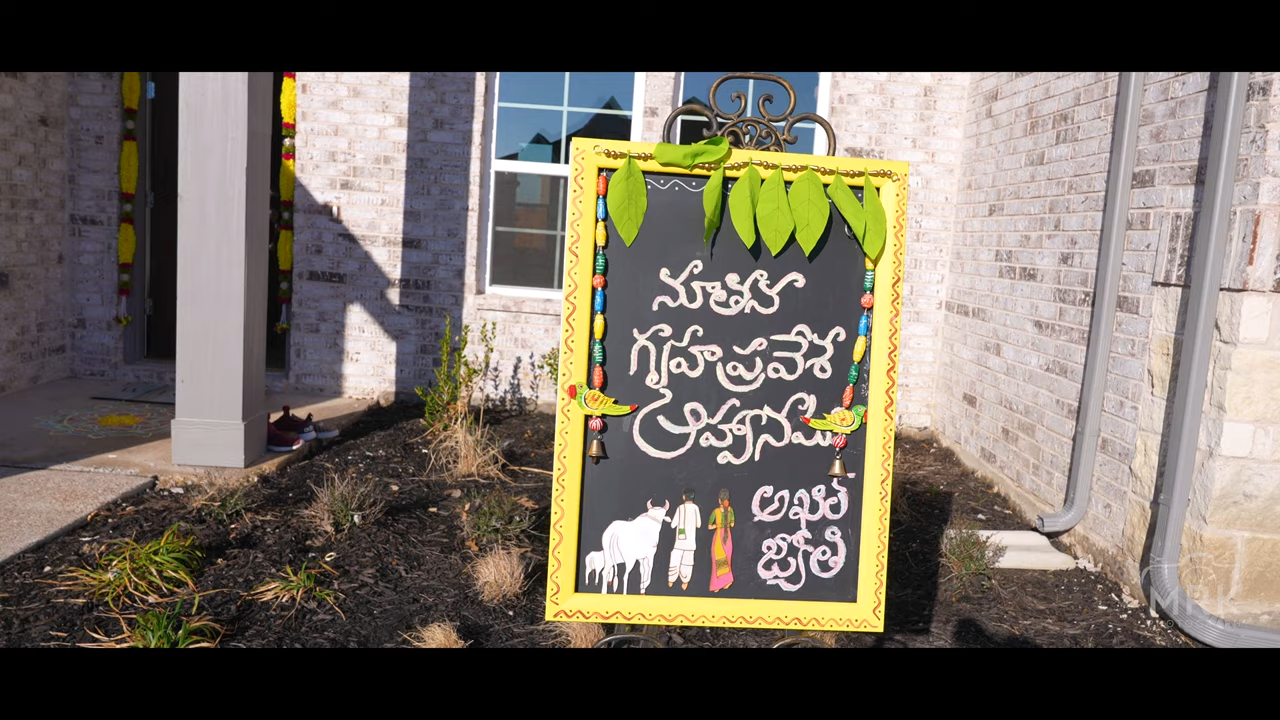 నూతన
గృహప్రవేశ
ఆహ్వానము
అఖిల
జ్యోతి